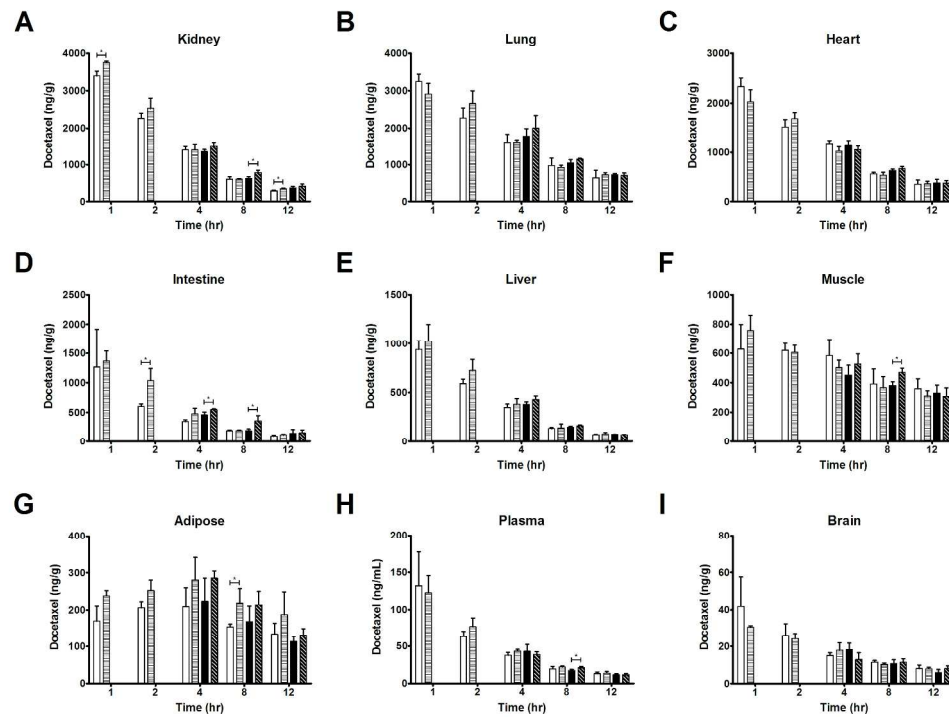 A
Kidney
Docetaxel (ng/g)
4000
3000
2000
1000
0
*
*
*
1 2 4 8 12
Time (hr)
B
Lung
Docetaxel (ng/g)
4000
3000
2000
1000
0
1 2 4 8 12
Time (hr)
C
Heart
Docetaxel (ng/g)
3000
2000
1000
0
1 2 4 8 12
Time (hr)
D
Intestine
Docetaxel (ng/g)
2500
2000
1500
1000
500
0
*
*
*
1 2 4 8 12
Time (hr)
E
Liver
Docetaxel (ng/g)
1500
1000
500
0
1 2 4 8 12
Time (hr)
F
Muscle
Docetaxel (ng/g)
1000
800
600
400
200
0
*
1 2 4 8 12
Time (hr)
G
Adipose
Docetaxel (ng/g)
400
300
200
100
0
*
1 2 4 8 12
Time (hr)
H
Plasma
Docetaxel (ng/mL)
200
150
100
50
0
*
1 2 4 8 12
Time (hr)
I
Brain
Docetaxel (ng/g)
80
60
40
20
0
1 2 4 8 12
Time (hr)